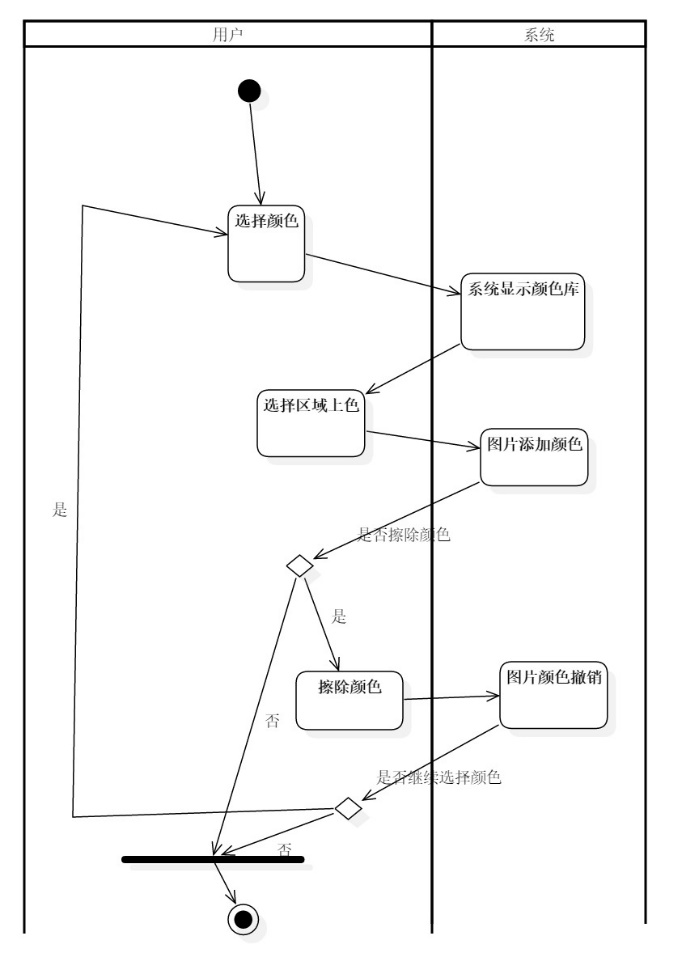 用户
系统
选择颜色
系统显示颜色库
选择区域上色
图片添加颜色
是
是否擦除颜色
是
图片颜色撤销
擦除颜色
否
是否继续选择颜色
否